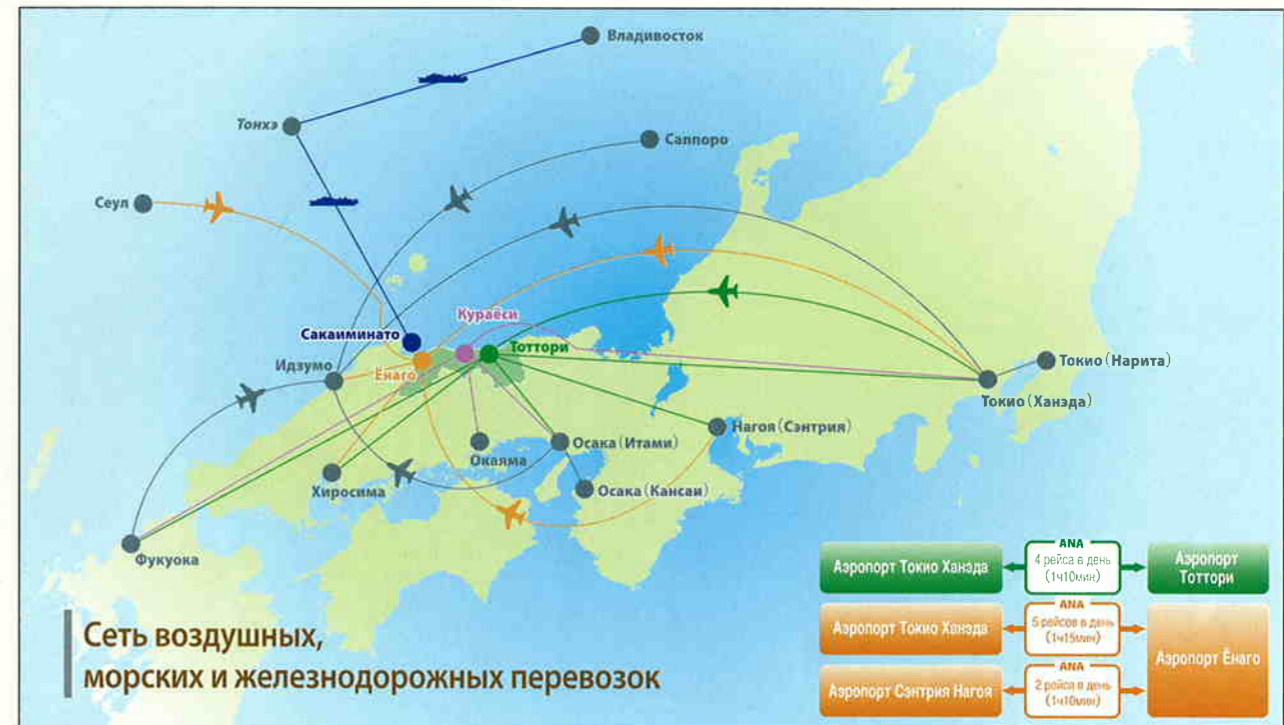 Владивосток
Тонхэ
Саппоро
Сеул
Кураёси
Сакаиминато
Тоттори
Идзумо
Ёнаго
Токио (Нарита)
Токио (Ханэда)
Нагоя (Сэнтрия)
Осака (Итами)
Окаяма
Хиросима
Осака (Кансаи)
Фукуока
Сеть воздушных,
морских и железнодорожных перевозок
ANA
Аэропорт Токио Ханэда
4 рейса в день
(1ч10мин)
Аэропорт
Тоттори
ANA
Аэропорт Токио Ханэда
5 рейсов в день
(1ч15мин)
Аэропорт Ёнаго
ANA
Аэропорт Сэнтрия Нагоя
2 рейса в день
(1ч10мин)